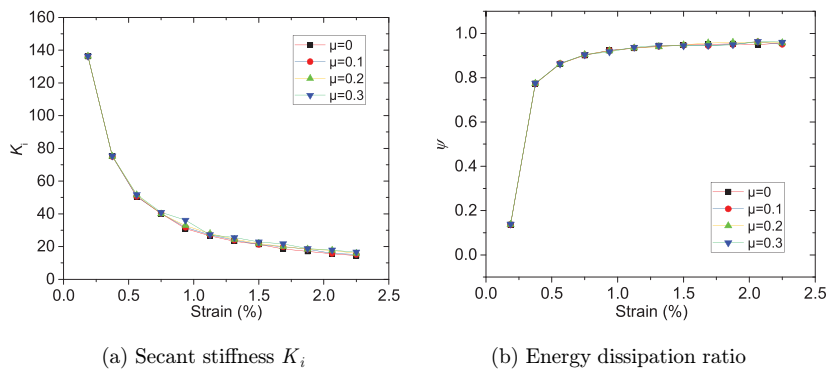 160
140
120
100
80
60
40
20
0
K_i
0.0 0.5 1.0 1.5 2.0 2.5
Strain (%)
μ=0
μ=0.1
μ=0.2
μ=0.3
(a) Secant stiffness K_i
1.0
0.8
0.6
0.4
0.2
0.0
ψ
0.0 0.5 1.0 1.5 2.0 2.5
Strain (%)
μ=0
μ=0.1
μ=0.2
μ=0.3
(b) Energy dissipation ratio